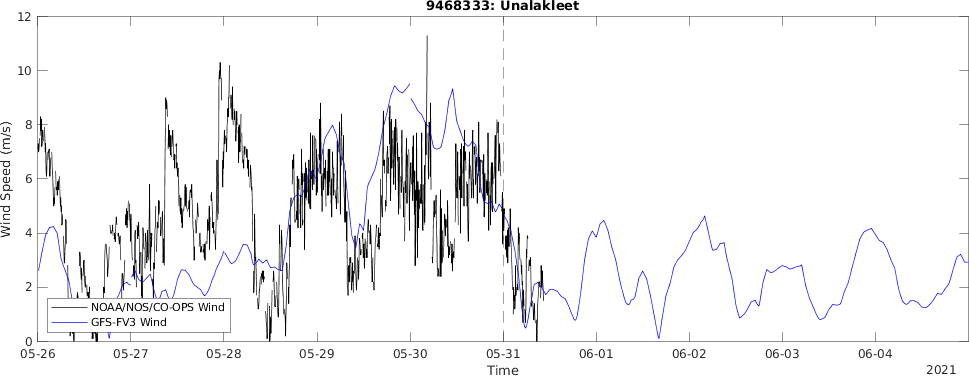 9468333: Unalakleet
12
10
8
6
4
2
0
Wind Speed (m/s)
NOAA/NOS/CO-OPS Wind
GFS-FV3 Wind
05-26 05-27 05-28 05-29 05-30 05-31 06-01 06-02 06-03 06-04
Time
2021